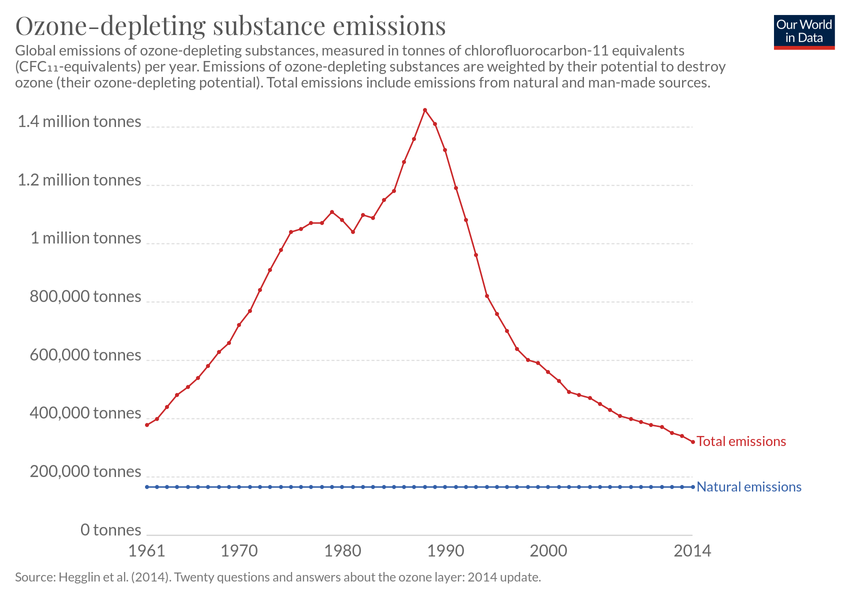 Ozone-depleting substance emissions
Our World
in Data
Global emissions of ozone-depleting substances, measured in tonnes of chlorofluorocarbon-11 equivalents
(CFC₁₁-equivalents) per year. Emissions of ozone-depleting substances are weighted by their potential to destroy
ozone (their ozone-depleting potential). Total emissions include emissions from natural and man-made sources.
1.4 million tonnes
1.2 million tonnes
1 million tonnes
800,000 tonnes
600,000 tonnes
400,000 tonnes
Total emissions
200,000 tonnes
Natural emissions
0 tonnes
1961 1970 1980 1990 2000 2014
Source: Hegglin et al. (2014). Twenty questions and answers about the ozone layer: 2014 update.